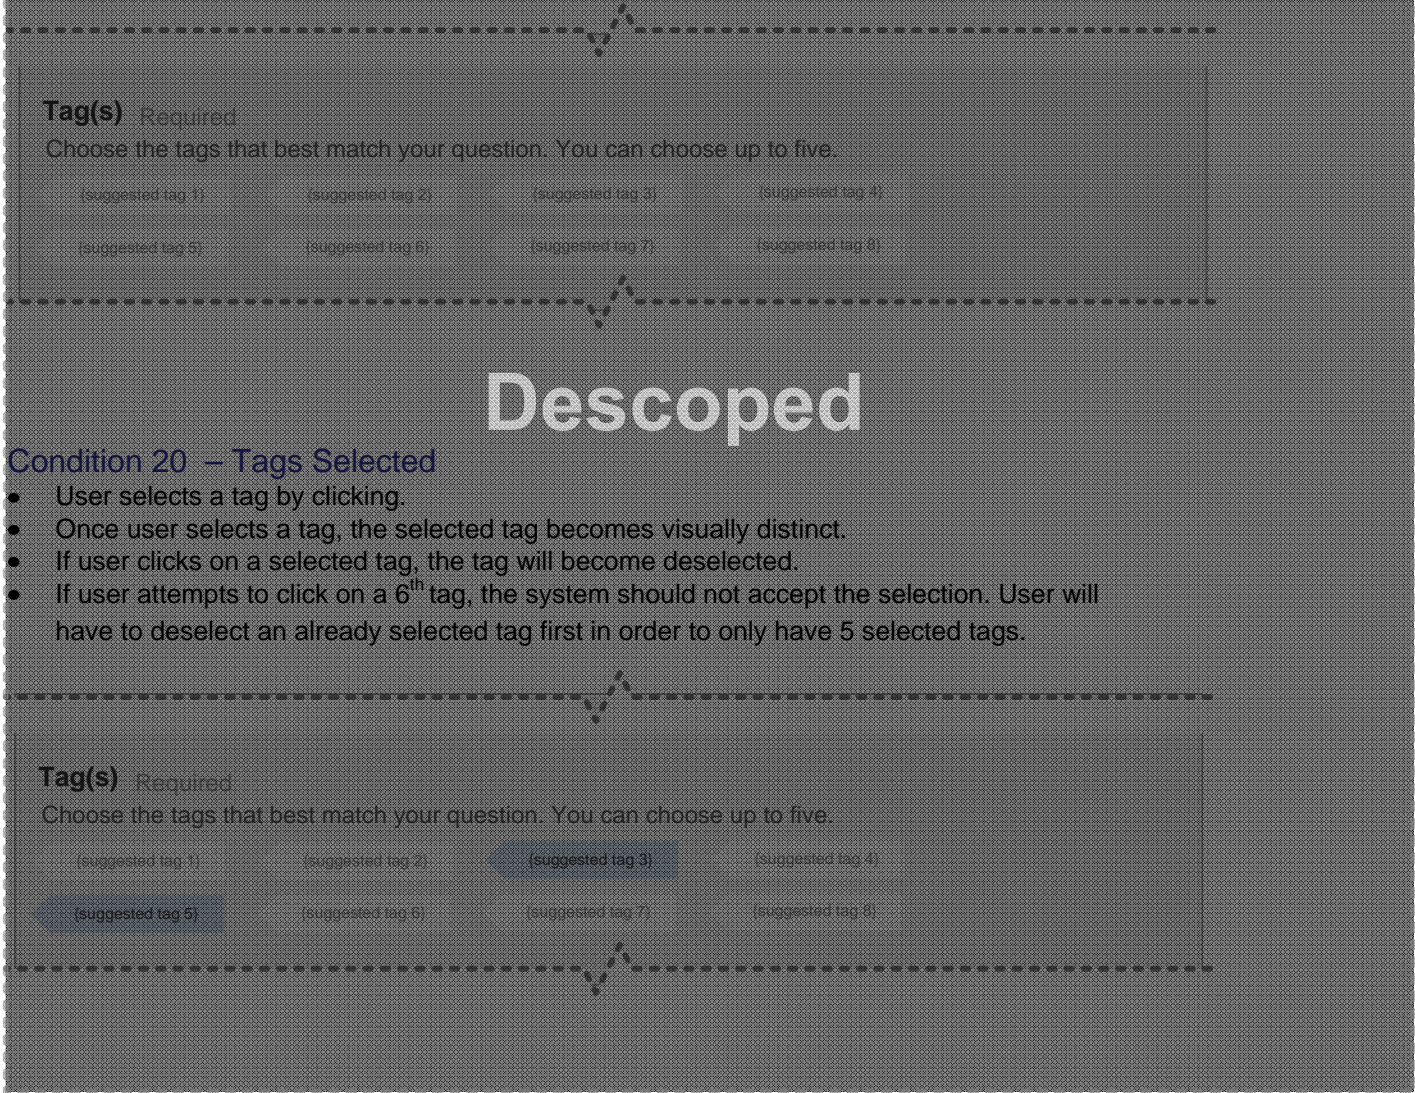 Tag(s) Required
Choose the tags that best match your question. You can choose up to five.
{suggested tag 1} {suggested tag 2} {suggested tag 3} {suggested tag 4}
{suggested tag 5} {suggested tag 6} {suggested tag 7} {suggested tag 8}
Descoped
Condition 20 – Tags Selected
● User selects a tag by clicking.
● Once user selects a tag, the selected tag becomes visually distinct.
● If user clicks on a selected tag, the tag will become deselected.
● If user attempts to click on a 6th tag, the system should not accept the selection. User will
have to deselect an already selected tag first in order to only have 5 selected tags.
Tag(s) Required
Choose the tags that best match your question. You can choose up to five.
{suggested tag 1} {suggested tag 2} {suggested tag 3} {suggested tag 4}
{suggested tag 5} {suggested tag 6} {suggested tag 7} {suggested tag 8}